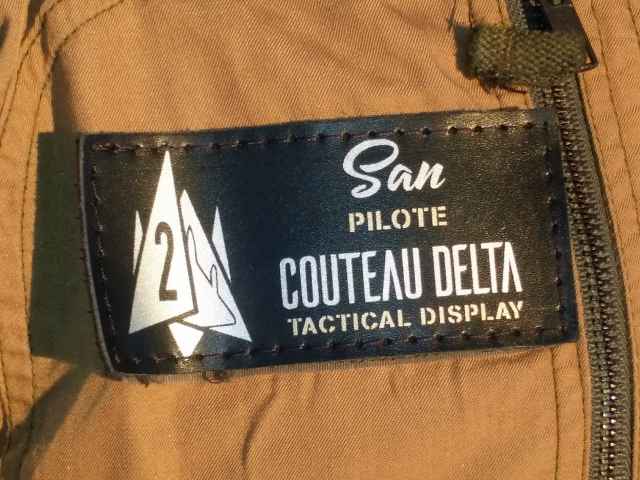 San
PILOTE
2
COUTEAU DELTA
TACTICAL DISPLAY